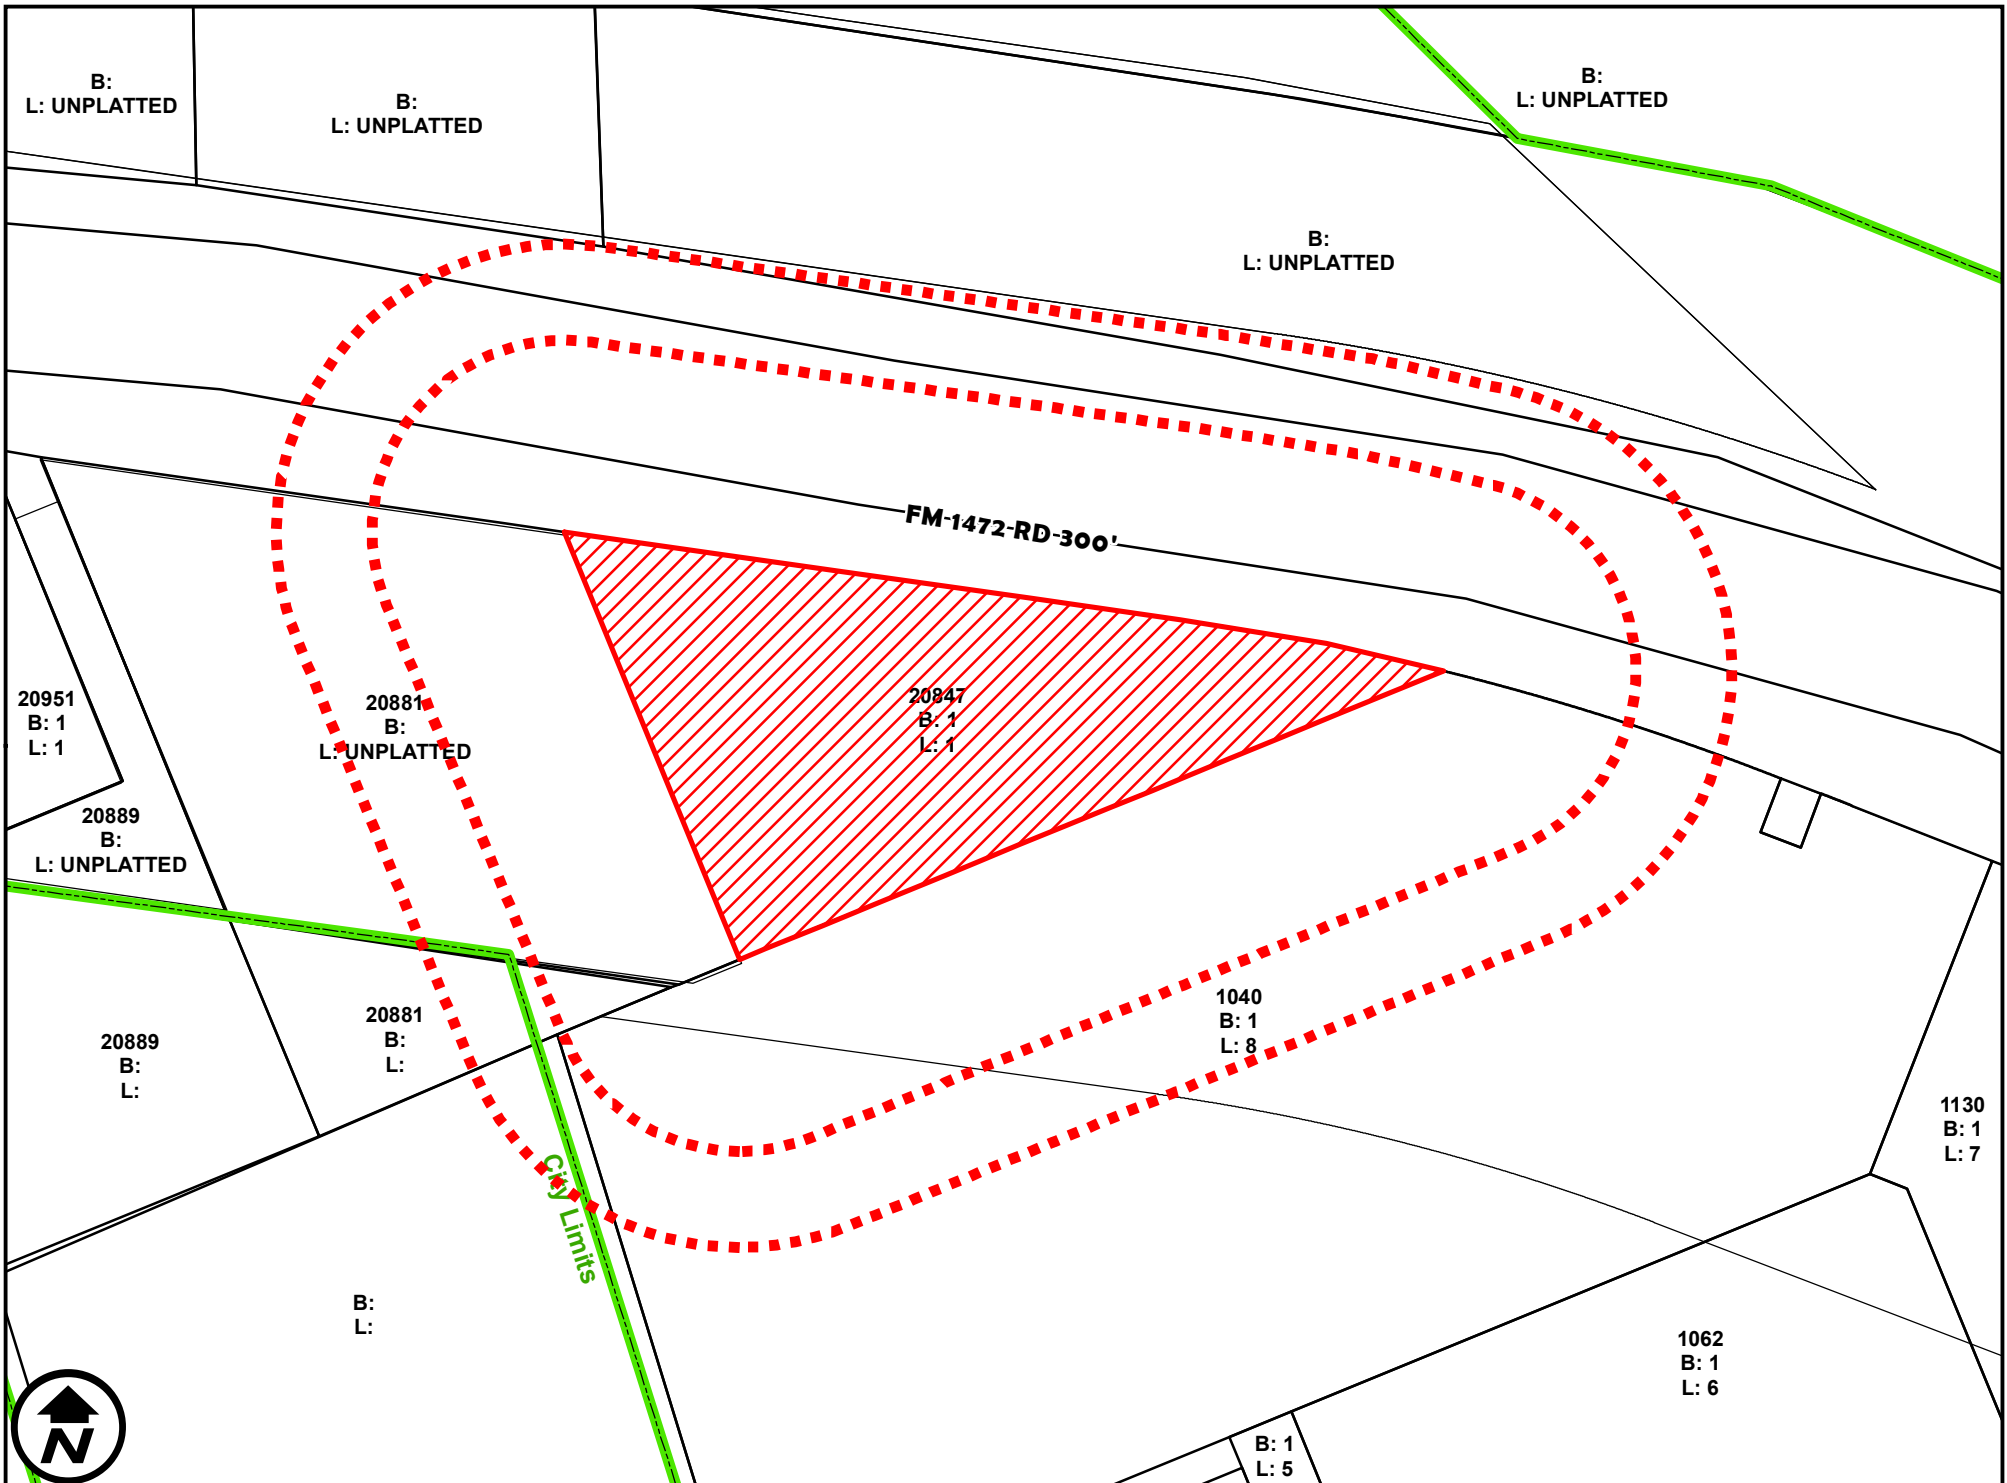 B:
L: UNPLATTED
B:
L: UNPLATTED
B:
L: UNPLATTED
B:
L: UNPLATTED
FM-1472-RD-300'
20951
B: 1
L: 1
20881
B:
L: UNPLATTED
20847
B: 1
L: 1
20889
B:
L: UNPLATTED
20889
B:
L:
20881
B:
L:
1040
B: 1
L: 8
1130
B: 1
L: 7
City Limits
B:
L:
1062
B: 1
L: 6
B: 1
L: 5
N